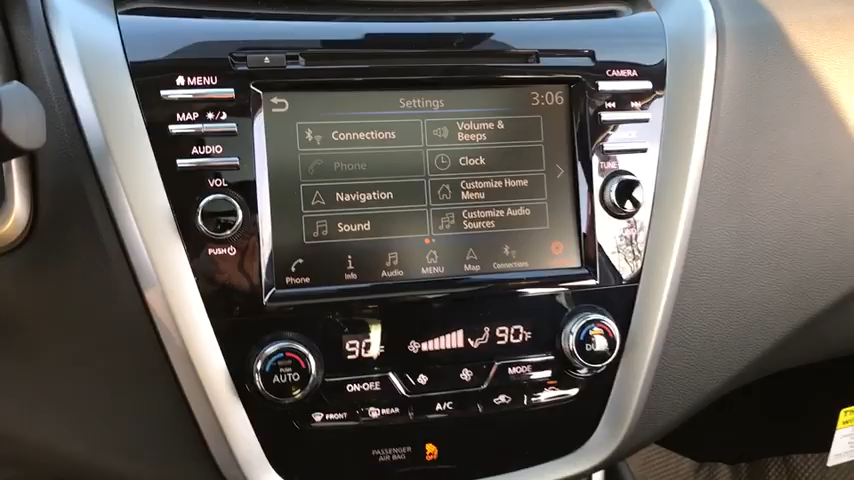 MENU
CAMERA
Settings
3:06
MAP
AUDIO
VOL
PUSH
TUNE
Connections
Volume &
Beeps
Phone
Clock
Navigation
Customize Home
Menu
Sound
Customize Audio
Sources
Phone
Info
Audio
MENU
Map
Connections
90°F
90°F
PUSH
AUTO
ON·OFF
MODE
FRONT
REAR
A/C
PASSENGER
AIR BAG
OFF